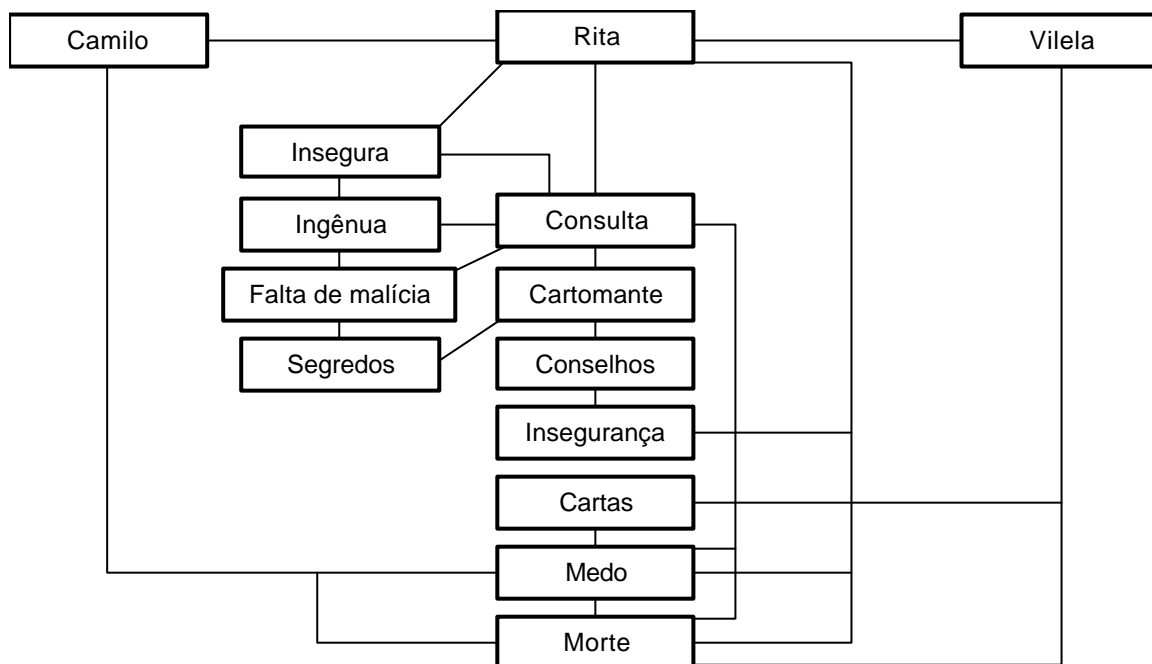 Camilo
Rita
Vilela
Insegura
Ingênua
Consulta
Falta de malícia
Cartomante
Segredos
Conselhos
Insegurança
Cartas
Medo
Morte